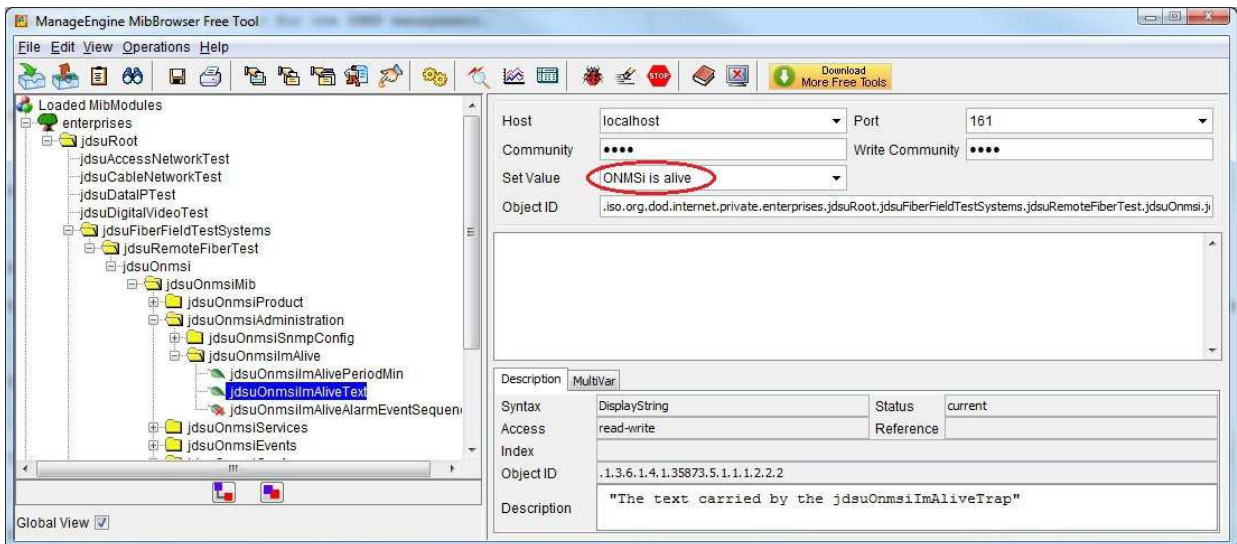 ManageEngine MibBrowser Free Tool
File Edit View Operations Help
STOP
Download
More Free Tools
Loaded MibModules
enterprises
jdsuRoot
jdsuAccessNetworkTest
jdsuCableNetworkTest
jdsuDataIPTest
jdsuDigitalVideoTest
jdsuFiberFieldTestSystems
jdsuRemoteFiberTest
jdsuOnmsi
jdsuOnmsiMib
jdsuOnmsiProduct
jdsuOnmsiAdministration
jdsuOnmsiSnmpConfig
jdsuOnmsiImAlive
jdsuOnmsiImAlivePeriodMin
jdsuOnmsiImAliveText
jdsuOnmsiImAliveAlarmEventSequen
jdsuOnmsiServices
jdsuOnmsiEvents
Global View
Host localhost Port 161
Community •••• Write Community ••••
Set Value ONMSi is alive
Object ID .iso.org.dod.internet.private.enterprises.jdsuRoot.jdsuFiberFieldTestSystems.jdsuRemoteFiberTest.jdsuOnmsi.j
Description MultiVar
Syntax DisplayString Status current
Access read-write Reference
Index
Object ID .1.3.6.1.4.1.35873.5.1.1.1.2.2.2
Description "The text carried by the jdsuOnmsiImAliveTrap"